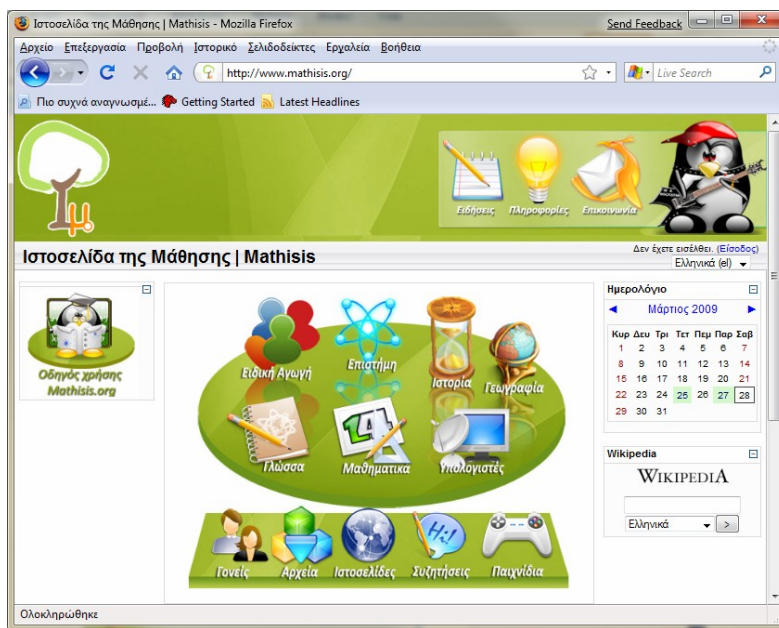 Ιστοσελίδα της Μάθησης | Mathisis - Mozilla Firefox
Send Feedback
Αρχείο Επεξεργασία Προβολή Ιστορικό Σελιδοδείκτες Εργαλεία Βοήθεια
http://www.mathisis.org/
Live Search
Πιο συχνά αναγνωσμέ... Getting Started Latest Headlines
Ειδήσεις Πληροφορίες Επικοινωνία
Ιστοσελίδα της Μάθησης | Mathisis
Δεν έχετε εισέλθει. (Είσοδος)
Ελληνικά (el)
Οδηγός χρήσης
Mathisis.org
Ειδική Αγωγή Επιστήμη Ιστορία Γεωγραφία
Γλώσσα Μαθηματικα Υπολογιστές
Hi!
Γονείς Αρχεία Ιστοσελίδες Συζητήσεις Παιχνίδια
Ημερολόγιο
Μάρτιος 2009
Κυρ Δευ Τρι Τετ Πεμ Παρ Σαβ
1 2 3 4 5 6 7
8 9 10 11 12 13 14
15 16 17 18 19 20 21
22 23 24 25 26 27 28
29 30 31
Wikipedia
WIKIPEDIA
Ελληνικά >
Ολοκληρώθηκε